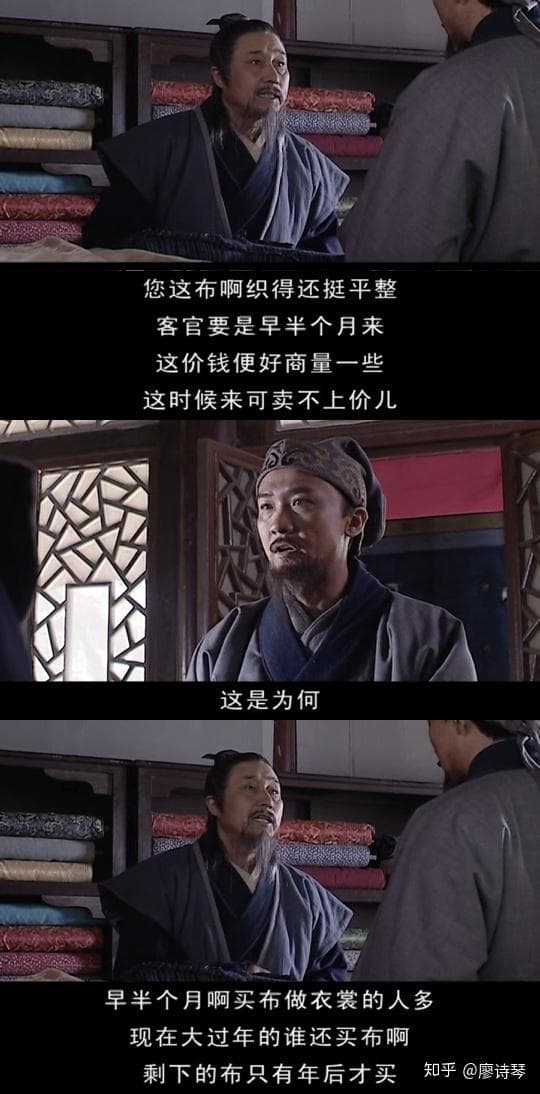 您这布啊织得还挺平整
客官要是早半个月来
这价钱便好商量一些
这时候来可卖不上价儿
这是为何
早半个月啊买布做衣裳的人多
现在大过年的谁还买布啊
剩下的布只有年后才买
知乎 @廖诗琴